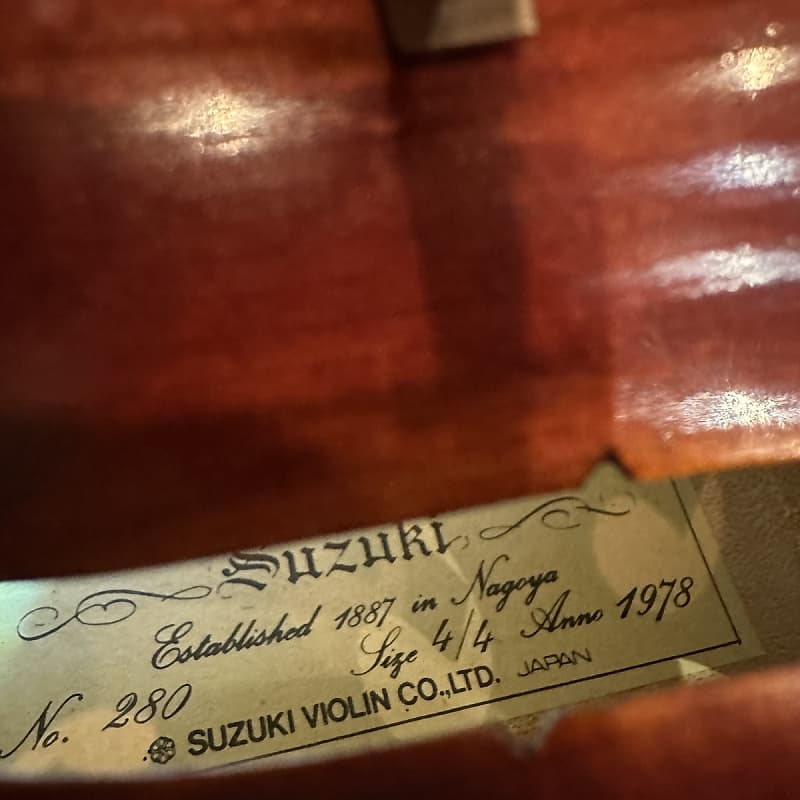 Suzuki
Established 1887 in Nagoya
Size 4/4 Anno 1978
No. 280
SUZUKI VIOLIN CO.,LTD. JAPAN